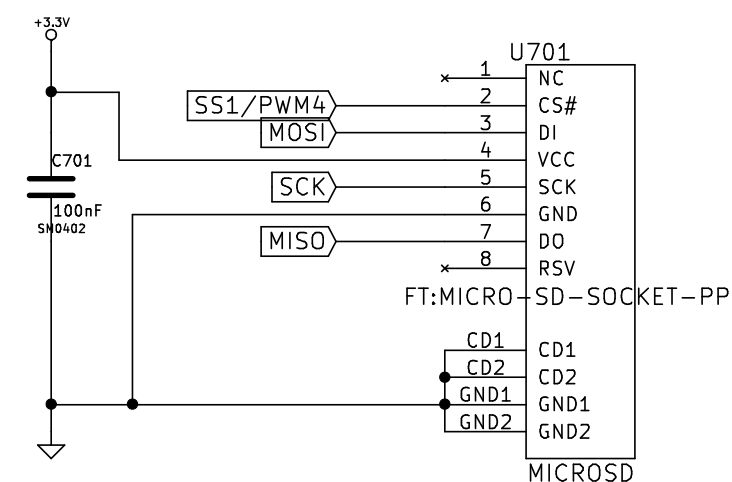 +3.3V
U701
1 NC
SS1/PWM4 2 CS#
MOSI 3 DI
C701 4 VCC
SCK 5 SCK
100nF 6 GND
SM0402
MISO 7 DO
8 RSV
FT:MICRO-SD-SOCKET-PP
CD1 CD1
CD2 CD2
GND1 GND1
GND2 GND2
MICROSD